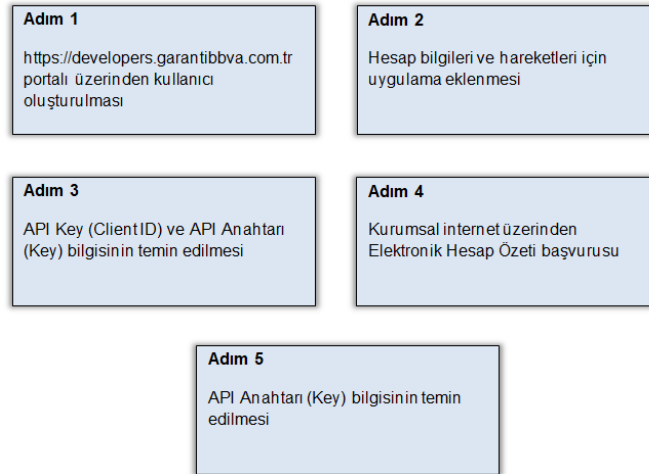 Adım 1
https://developers.garantibbva.com.tr
portalı üzerinden kullanıcı
oluşturulması
Adım 2
Hesap bilgileri ve hareketleri için
uygulama eklenmesi
Adım 3
API Key (Client ID) ve API Anahtarı
(Key) bilgisinin temin edilmesi
Adım 4
Kurumsal internet üzerinden
Elektronik Hesap Özeti başvurusu
Adım 5
API Anahtarı (Key) bilgisinin temin
edilmesi